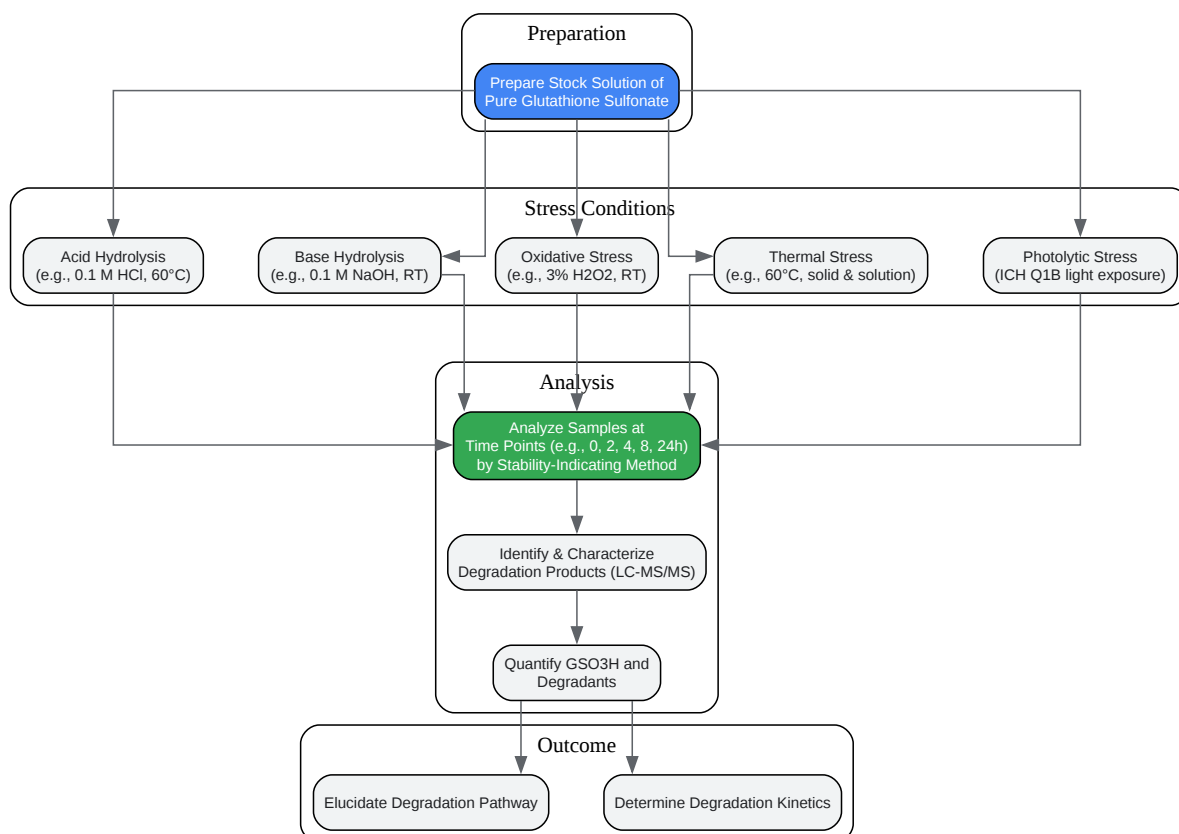 Preparation
Prepare Stock Solution of
Pure Glutathione Sulfonate
Stress Conditions
Acid Hydrolysis
(e.g., 0.1 M HCl, 60°C)
Base Hydrolysis
(e.g., 0.1 M NaOH, RT)
Oxidative Stress
(e.g., 3% H2O2, RT)
Thermal Stress
(e.g., 60°C, solid & solution)
Photolytic Stress
(ICH Q1B light exposure)
Analysis
Analyze Samples at
Time Points (e.g., 0, 2, 4, 8, 24h)
by Stability-Indicating Method
Identify & Characterize
Degradation Products (LC-MS/MS)
Quantify GSO3H and
Degradants
Outcome
Elucidate Degradation Pathway
Determine Degradation Kinetics